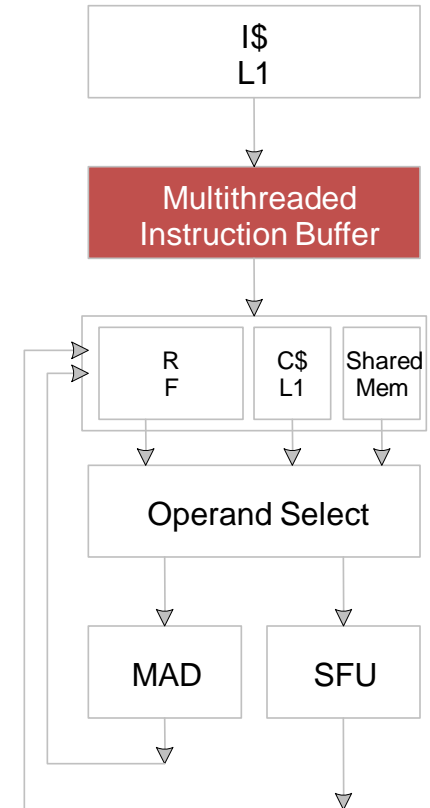 I$
L1
Multithreaded
Instruction Buffer
R
F
C$
L1
Shared
Mem
Operand Select
MAD
SFU